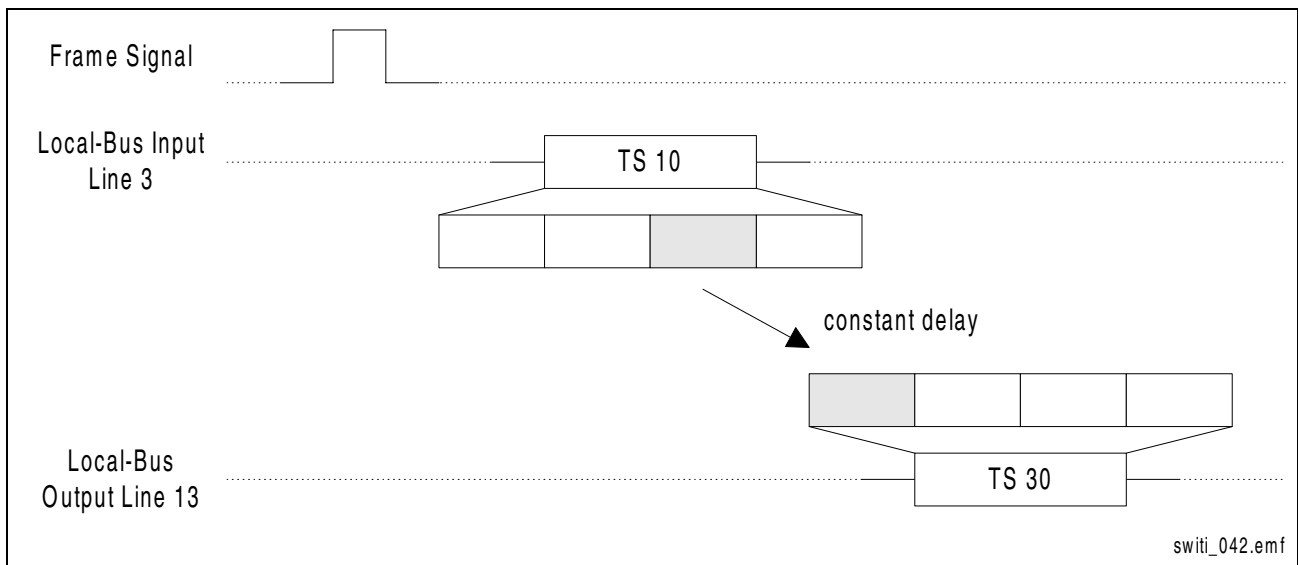 Frame Signal
Local-Bus Input
Line 3
TS 10
constant delay
Local-Bus
Output Line 13
TS 30
switi_042.emf